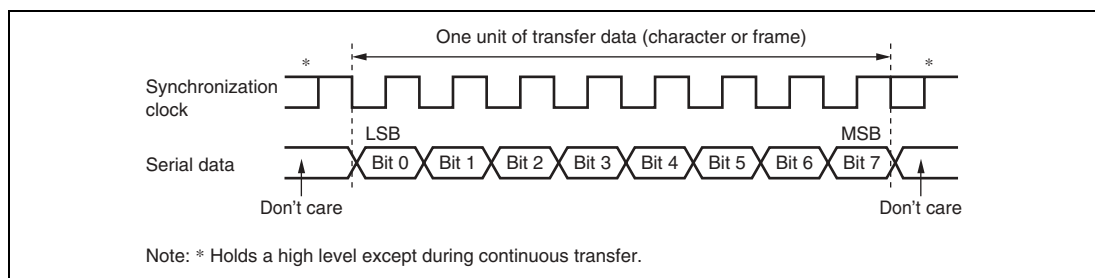 One unit of transfer data (character or frame)
* *
Synchronization
clock
LSB MSB
Serial data Bit 0 Bit 1 Bit 2 Bit 3 Bit 4 Bit 5 Bit 6 Bit 7
Don't care Don't care
Note: * Holds a high level except during continuous transfer.